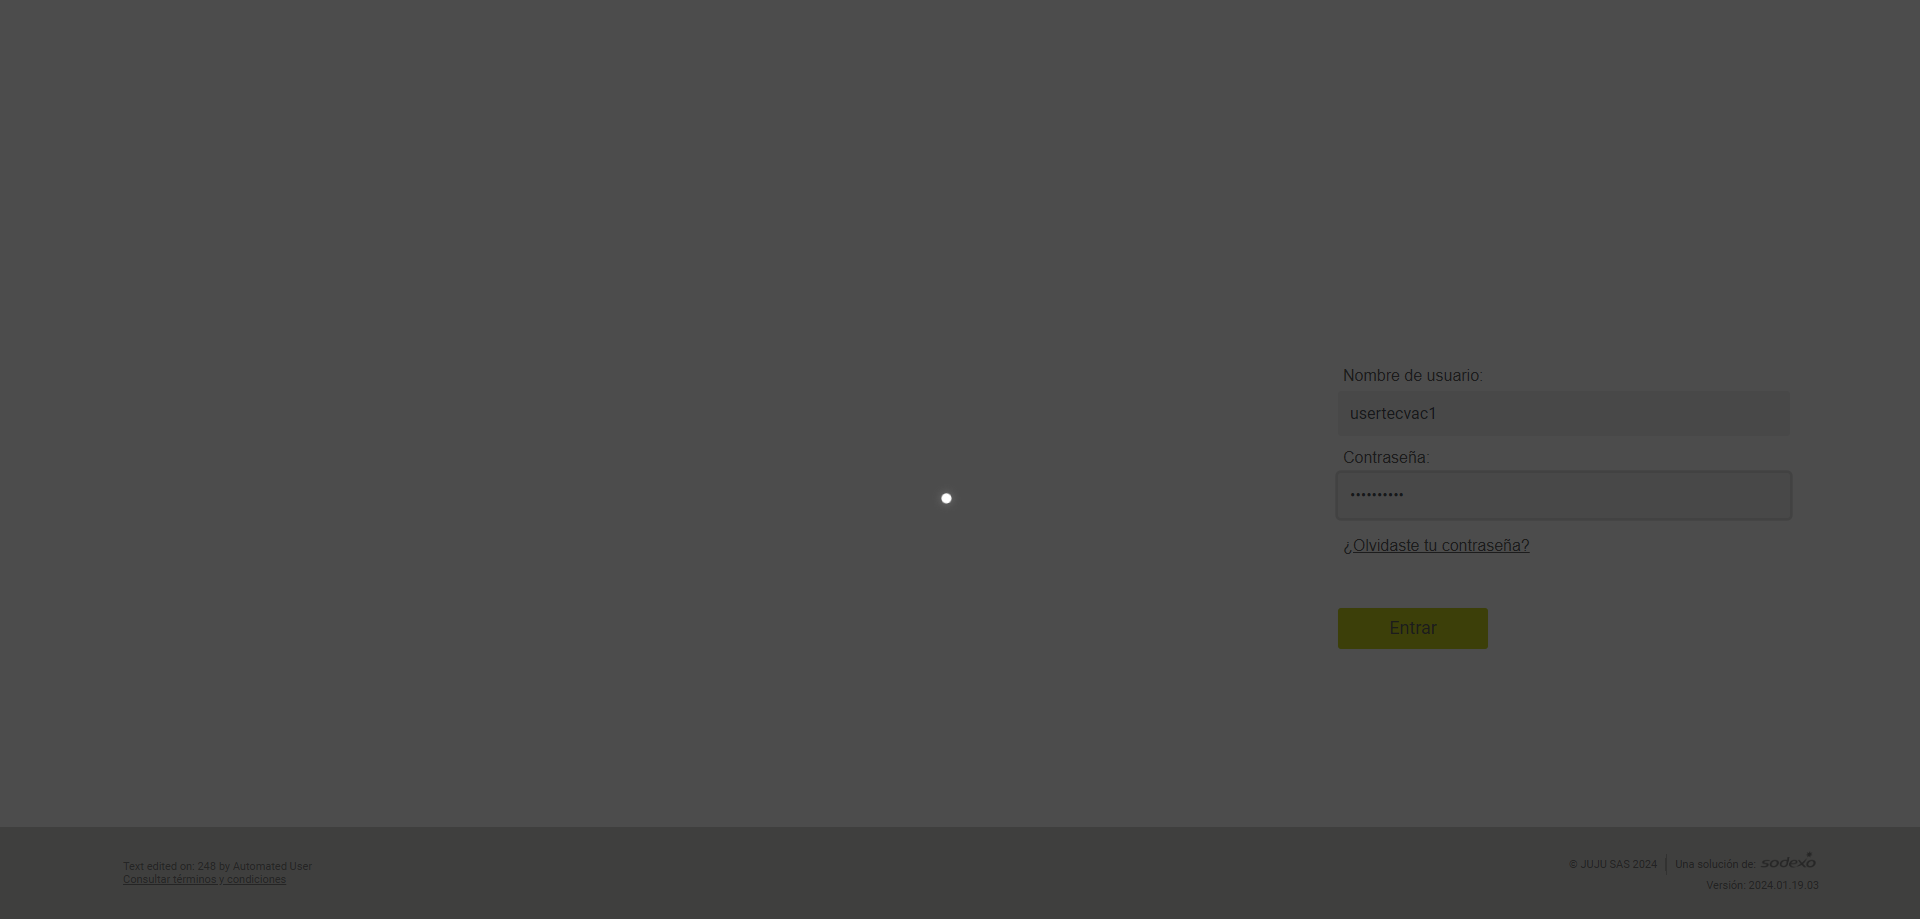 Nombre de usuario:
usertecvac1
Contraseña:
••••••••••
¿Olvidaste tu contraseña?
Entrar
Text edited on: 248 by Automated User
Consultar términos y condiciones
© JUJU SAS 2024 | Una solución de: sodexo
Versión: 2024.01.19.03